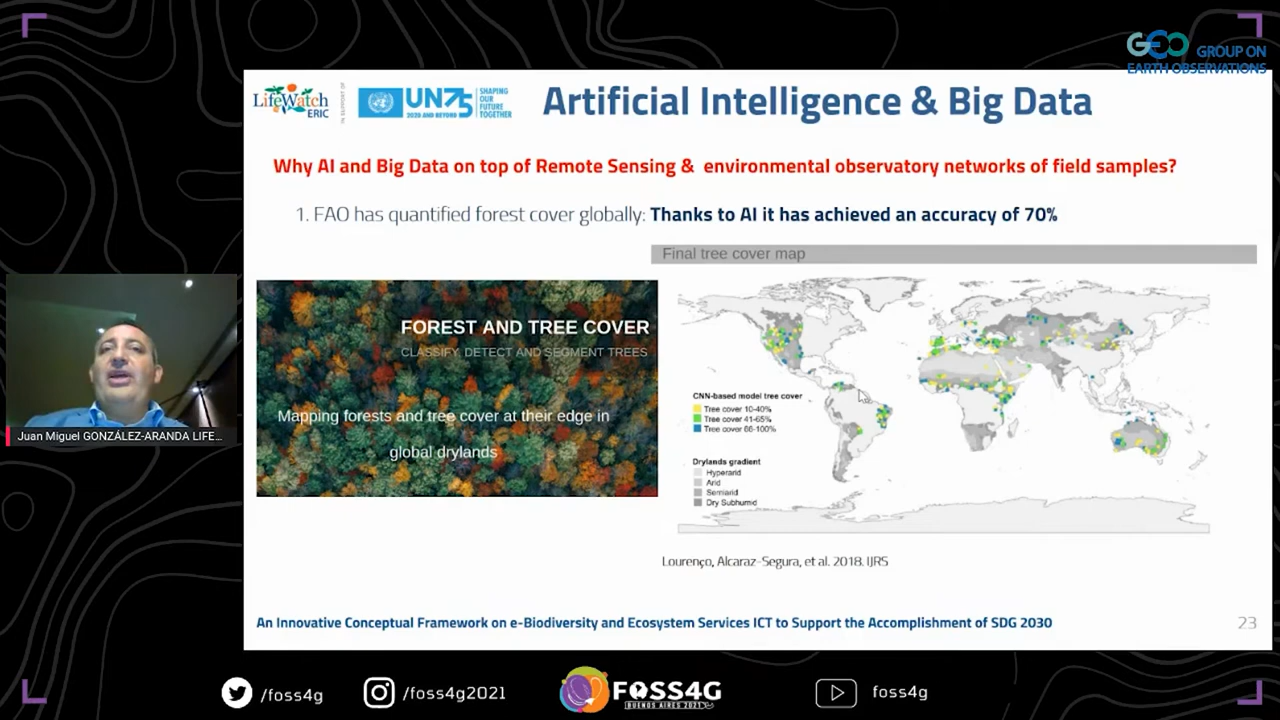 GEO GROUP ON
EARTH OBSERVATIONS
LifeWatch
ERIC
IN SUPPORT OF
UN75
2020 AND BEYOND
SHAPING
OUR
FUTURE
TOGETHER
Artificial Intelligence & Big Data
Why AI and Big Data on top of Remote Sensing & environmental observatory networks of field samples?
1. FAO has quantified forest cover globally: Thanks to AI it has achieved an accuracy of 70%
Final tree cover map
FOREST AND TREE COVER
CLASSIFY, DETECT AND SEGMENT TREES
Mapping forests and tree cover at their edge in
global drylands
CNN-based model tree cover
Tree cover 10-40%
Tree cover 41-65%
Tree cover 66-100%
Drylands gradient
Hyperarid
Arid
Semiarid
Dry Subhumid
Juan Miguel GONZÁLEZ-ARANDA LIFE...
Lourenço, Alcaraz-Segura, et al. 2018. IJRS
An Innovative Conceptual Framework on e-Biodiversity and Ecosystem Services ICT to Support the Accomplishment of SDG 2030
23
/foss4g
/foss4g2021
FOSS4G
BUENOS AIRES 2021
foss4g